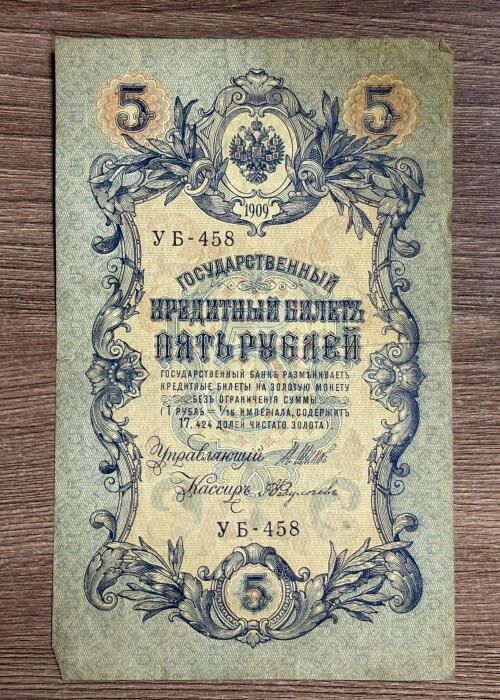 5 5
1909
УБ-458
ГОСУДАРСТВЕННЫЙ
КРЕДИТНЫЙ БИЛЕТЪ
ПЯТЬ РУБЛЕЙ
ГОСУДАРСТВЕННЫЙ БАНКЪ РАЗМѢНИВАЕТЪ
КРЕДИТНЫЕ БИЛЕТЫ НА ЗОЛОТУЮ МОНЕТУ
БЕЗЪ ОГРАНИЧЕНІЯ СУММЫ
(1 РУБЛЬ = 1/15 ИМПЕРІАЛА, СОДЕРЖИТЪ
17,424 ДОЛЕЙ ЧИСТАГО ЗОЛОТА).
Управляющій
Кассиръ
УБ-458
5